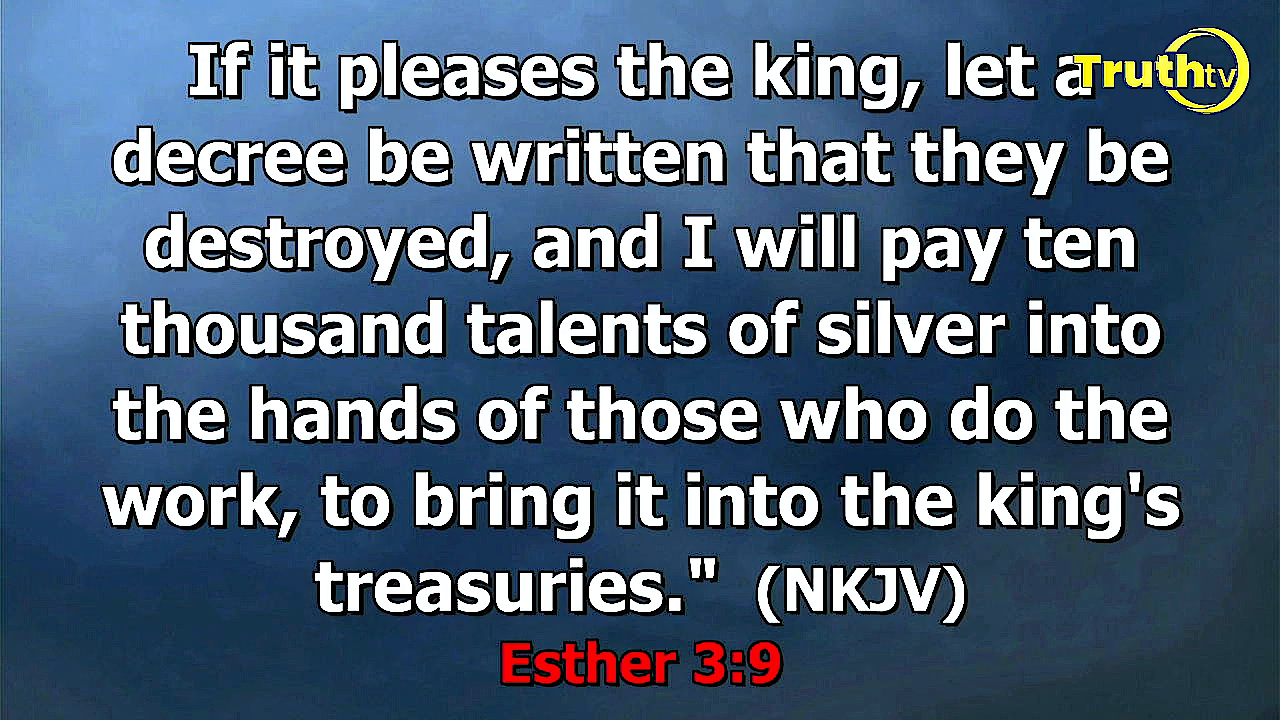 If it pleases the king, let a
Truthtv
decree be written that they be
destroyed, and I will pay ten
thousand talents of silver into
the hands of those who do the
work, to bring it into the king's
treasuries." (NKJV)
Esther 3:9